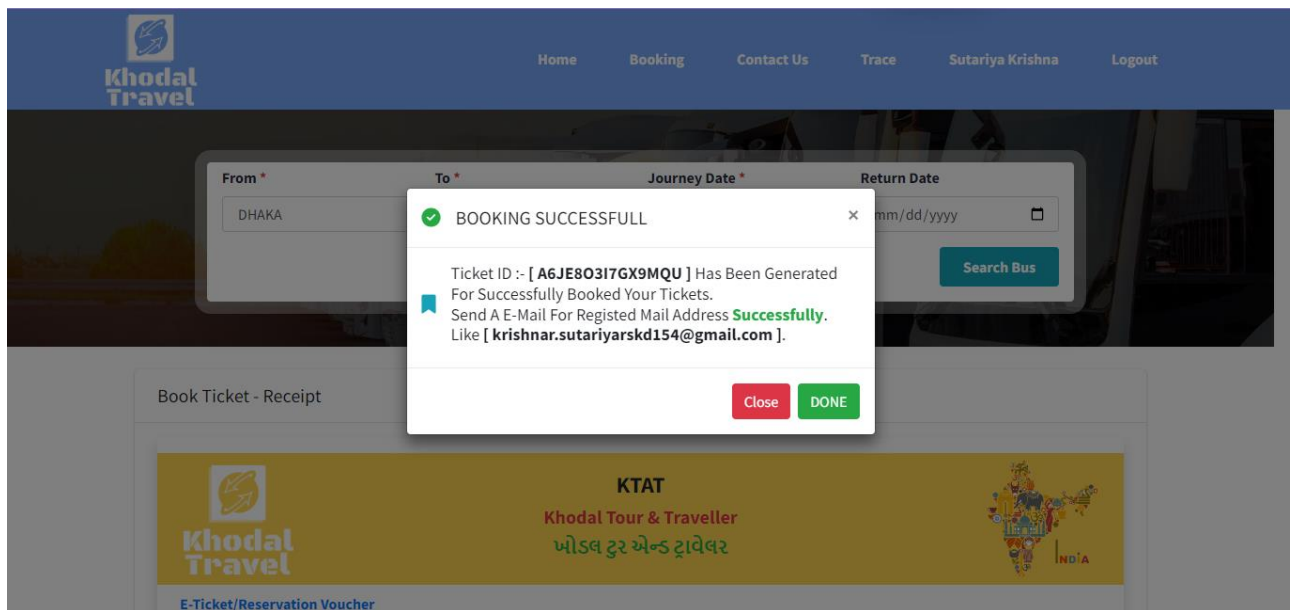 Khodal
Travel
Home Booking Contact Us Trace Sutariya Krishna Logout
From * To * Journey Date * Return Date
DHAKA mm/dd/yyyy
Search Bus
BOOKING SUCCESSFULL ×
Ticket ID :- [ A6JE8O3I7GX9MQU ] Has Been Generated
For Successfully Booked Your Tickets.
Send A E-Mail For Registed Mail Address Successfully.
Like [ krishnar.sutariyarskd154@gmail.com ].
Close DONE
Book Ticket - Receipt
Khodal
Travel
KTAT
Khodal Tour & Traveller
ખોડલ ટુર એન્ડ ટ્રાવેલર
INDIA
E-Ticket/Reservation Voucher